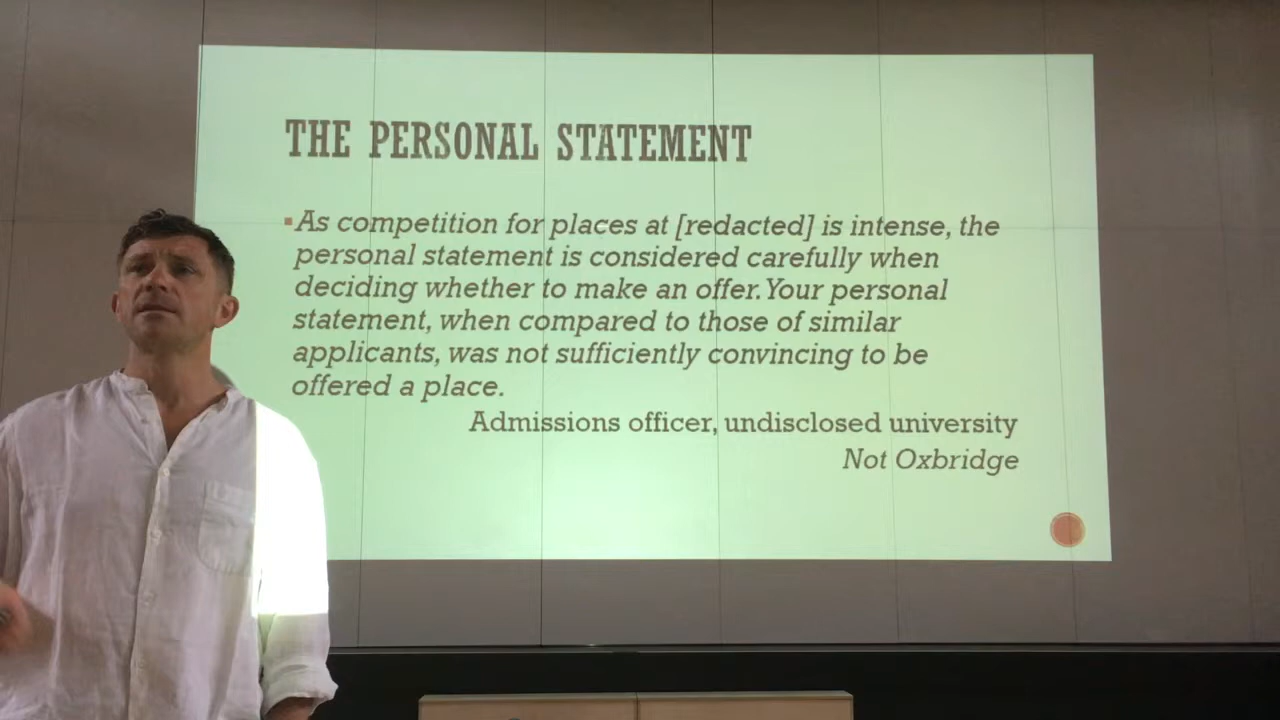 THE PERSONAL STATEMENT
As competition for places at [redacted] is intense, the
personal statement is considered carefully when
deciding whether to make an offer. Your personal
statement, when compared to those of similar
applicants, was not sufficiently convincing to be
offered a place.
Admissions officer, undisclosed university
Not Oxbridge